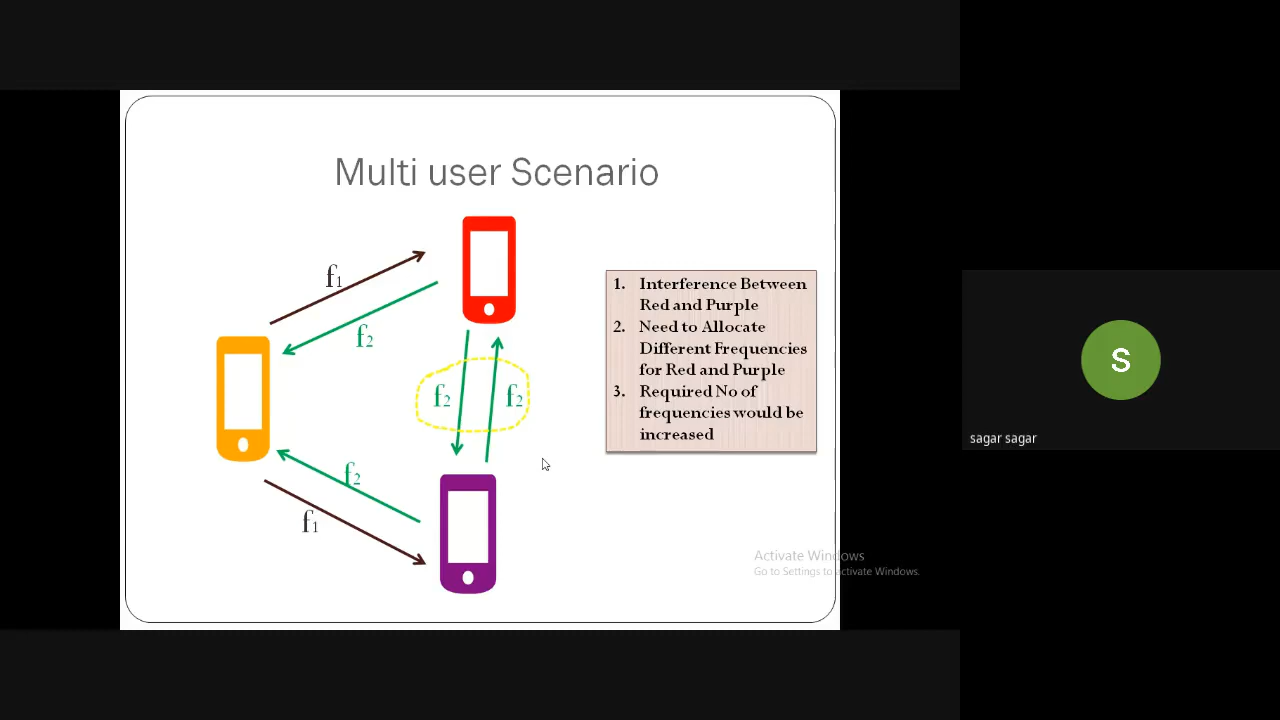 Multi user Scenario
f1
f2
f2
f2
f2
f1
1. Interference Between
Red and Purple
2. Need to Allocate
Different Frequencies
for Red and Purple
3. Required No of
frequencies would be
increased
S
sagar sagar
Activate Windows
Go to Settings to activate Windows.